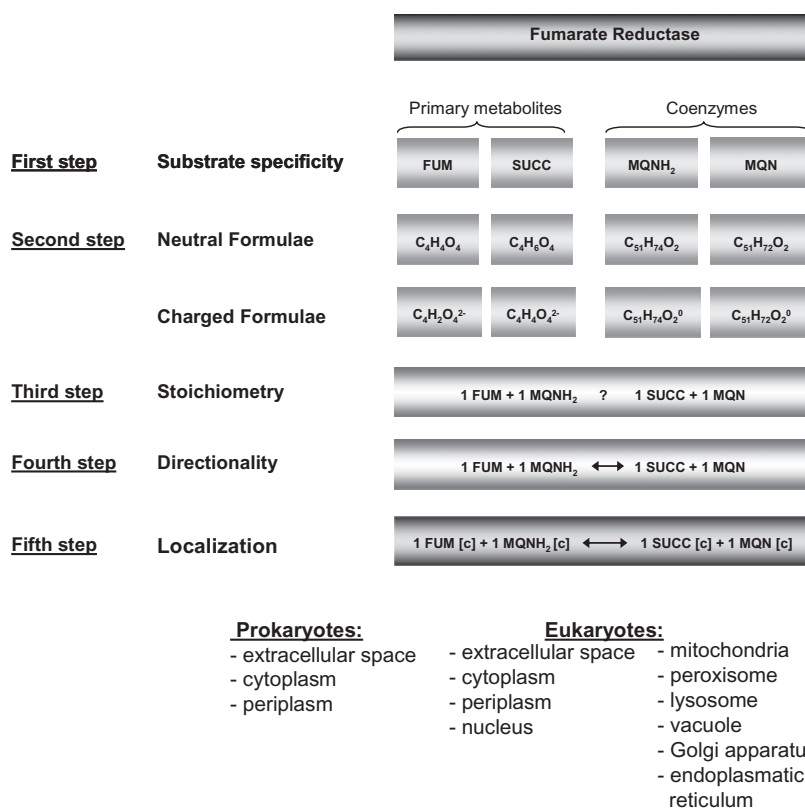 Fumarate Reductase
Primary metabolites Coenzymes
First step Substrate specificity FUM SUCC MQNH₂ MQN
Second step Neutral Formulae C₄H₄O₄ C₄H₆O₄ C₅₁H₇₄O₂ C₅₁H₇₂O₂
Charged Formulae C₄H₂O₄²⁻ C₄H₄O₄²⁻ C₅₁H₇₄O₂⁰ C₅₁H₇₂O₂⁰
Third step Stoichiometry 1 FUM + 1 MQNH₂ ? 1 SUCC + 1 MQN
Fourth step Directionality 1 FUM + 1 MQNH₂ ↔ 1 SUCC + 1 MQN
Fifth step Localization 1 FUM [c] + 1 MQNH₂ [c] ↔ 1 SUCC [c] + 1 MQN [c]
Prokaryotes:
- extracellular space
- cytoplasm
- periplasm
Eukaryotes:
- extracellular space
- cytoplasm
- periplasm
- nucleus
- mitochondria
- peroxisome
- lysosome
- vacuole
- Golgi apparatu
- endoplasmatic
reticulum